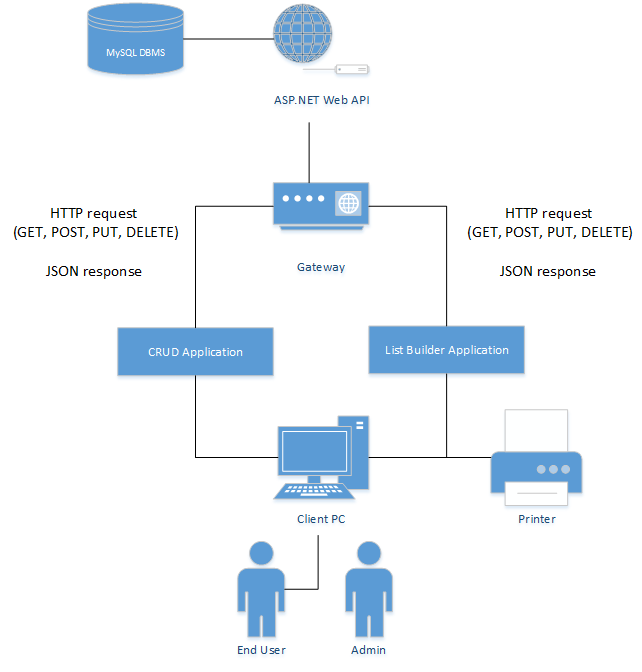 MySQL DBMS
ASP.NET Web API
HTTP request
(GET, POST, PUT, DELETE)
JSON response
HTTP request
(GET, POST, PUT, DELETE)
JSON response
Gateway
CRUD Application
List Builder Application
Client PC
Printer
End User
Admin